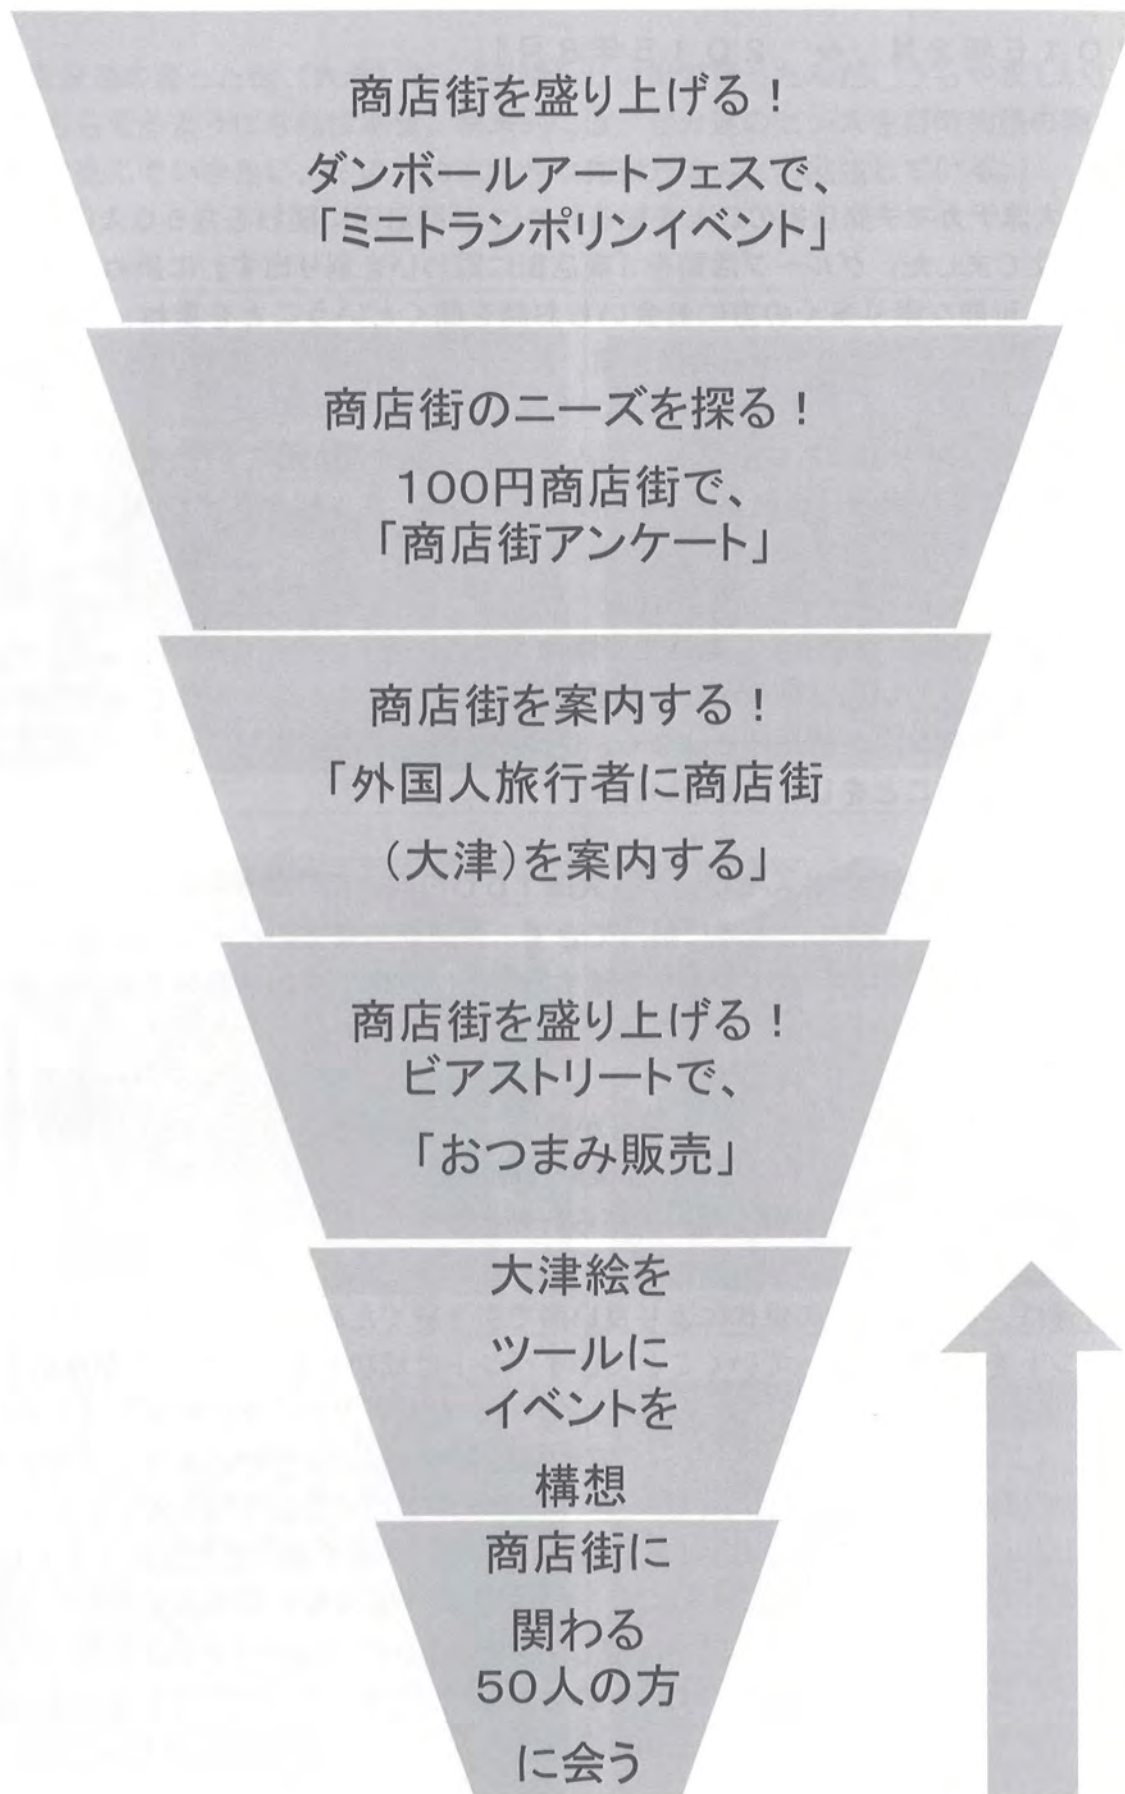 商店街を盛り上げる！
ダンボールアートフェスで、
「ミニトランポリンイベント」
商店街のニーズを探る！
１００円商店街で、
「商店街アンケート」
商店街を案内する！
「外国人旅行者に商店街
（大津）を案内する」
商店街を盛り上げる！
ビアストリートで、
「おつまみ販売」
大津絵を
ツールに
イベントを
構想
商店街に
関わる
５０人の方
に会う